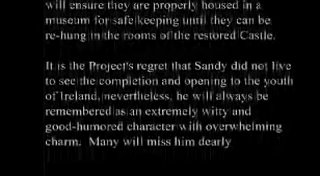 will ensure they are properly housed in a
museum for safe keeping until they can be
re-hung in the rooms of the restored Castle.
It is the Project's regret that Sandy did not live
to see the completion and opening to the youth
of Ireland, nevertheless, he will always be
remembered as an extremely witty and
good-humored character with overwhelming
charm. Many will miss him dearly